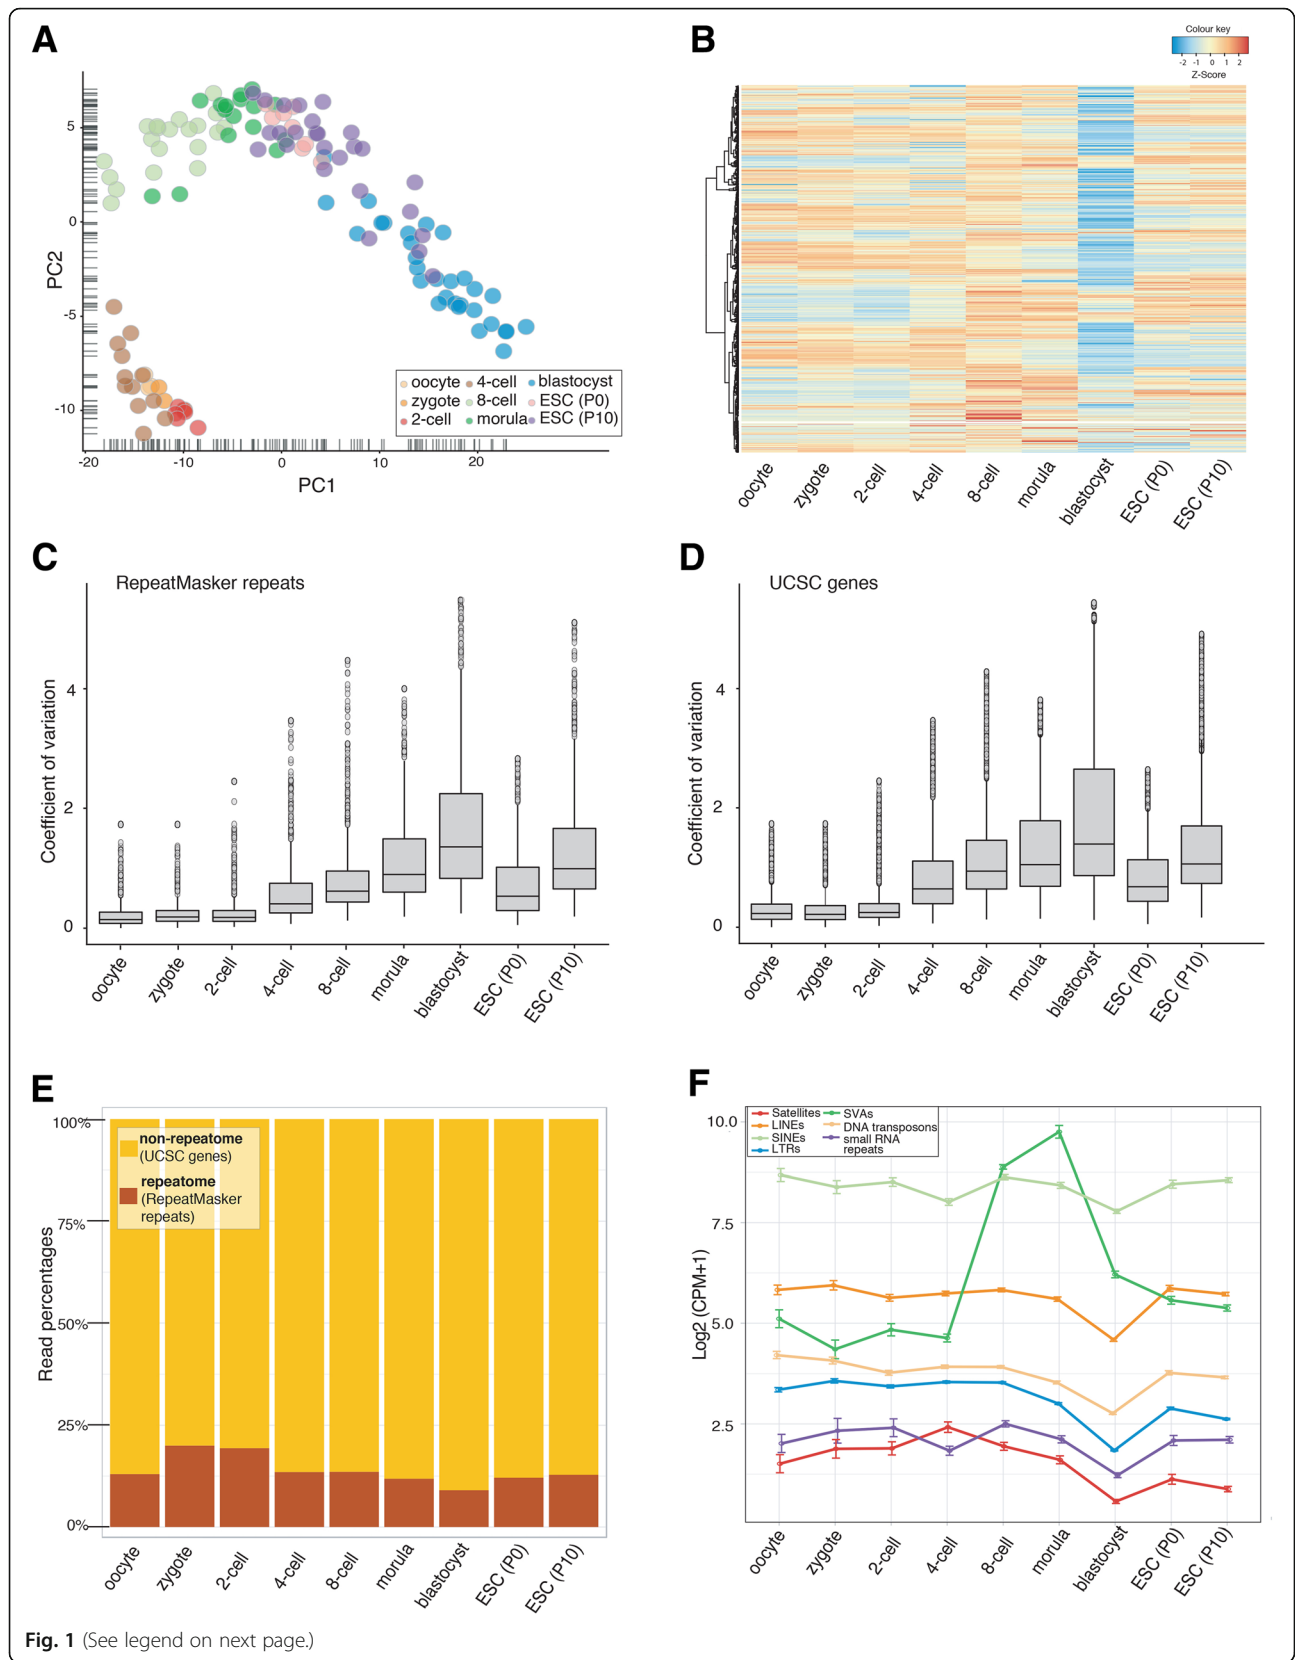 A
5
0
-5
-10
PC2
-20
-10
0
10
20
PC1
oocyte
4-cell
blastocyst
zygote
8-cell
ESC (P0)
2-cell
morula
ESC (P10)
B
Colour key
-2 -1 0 1 2
Z-Score
oocyte
zygote
2-cell
4-cell
8-cell
morula
blastocyst
ESC (P0)
ESC (P10)
C
RepeatMasker repeats
Coefficient of variation
4
2
0
oocyte
zygote
2-cell
4-cell
8-cell
morula
blastocyst
ESC (P0)
ESC (P10)
D
UCSC genes
Coefficient of variation
4
2
0
oocyte
zygote
2-cell
4-cell
8-cell
morula
blastocyst
ESC (P0)
ESC (P10)
E
Read percentages
100%
75%
50%
25%
0%
non-repeatome
(UCSC genes)
repeatome
(RepeatMasker
repeats)
oocyte
zygote
2-cell
4-cell
8-cell
morula
blastocyst
ESC (P0)
ESC (P10)
F
Log2 (CPM+1)
10.0
7.5
5.0
2.5
Satellites
LINEs
SINEs
LTRs
SVAs
DNA transposons
small RNA
repeats
oocyte
zygote
2-cell
4-cell
8-cell
morula
blastocyst
ESC (P0)
ESC (P10)
Fig. 1 (See legend on next page.)